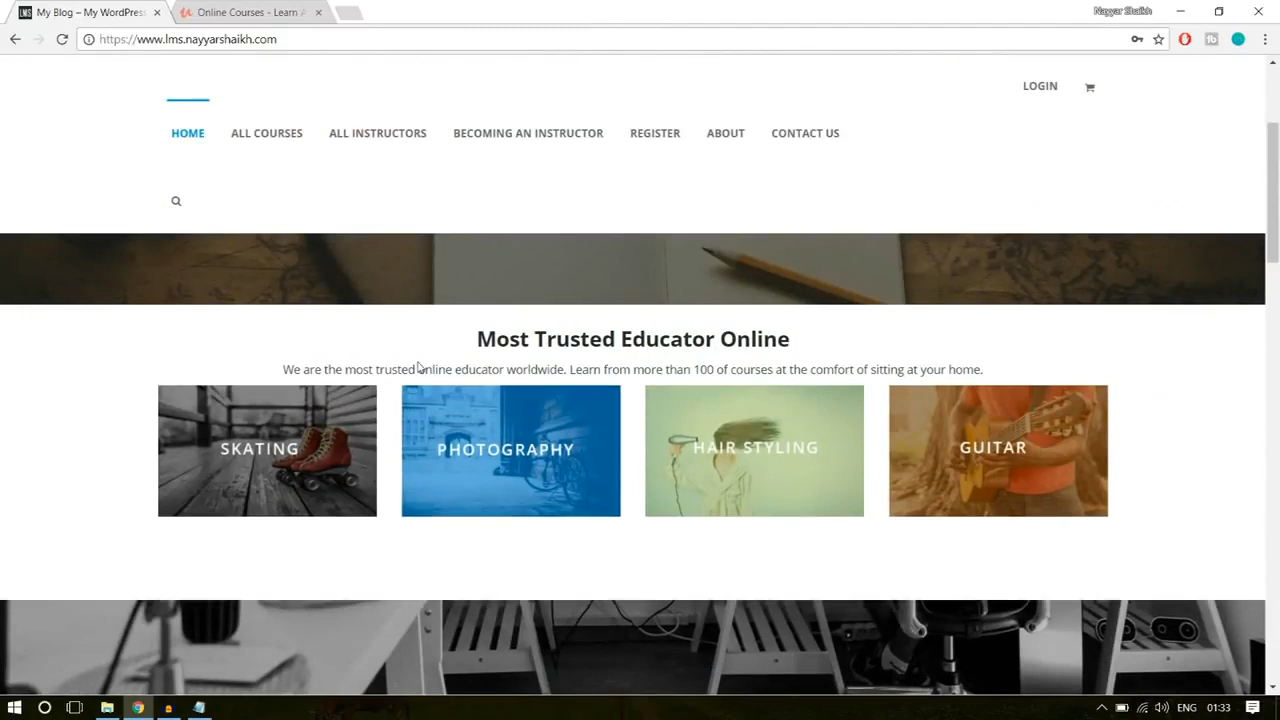 My Blog – My WordPres
Online Courses - Learn A
Nayyar Shaikh
https://www.lms.nayyarshaikh.com
LOGIN
HOME ALL COURSES ALL INSTRUCTORS BECOMING AN INSTRUCTOR REGISTER ABOUT CONTACT US
Most Trusted Educator Online
We are the most trusted online educator worldwide. Learn from more than 100 of courses at the comfort of sitting at your home.
SKATING
PHOTOGRAPHY
HAIR STYLING
GUITAR
ENG 01:33